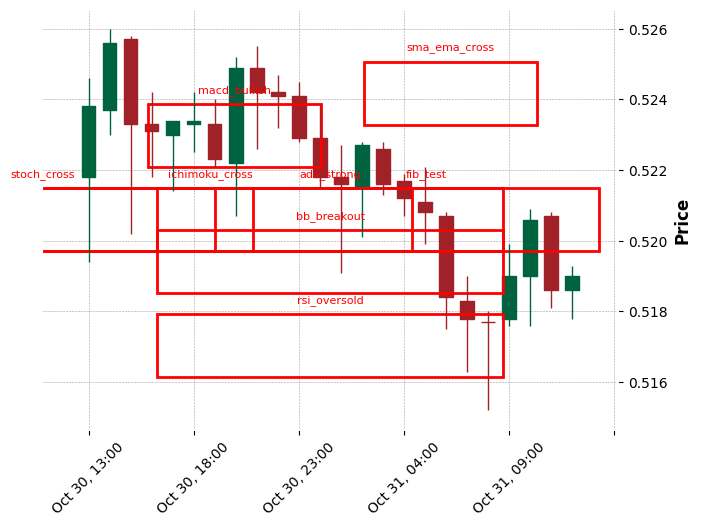 sma_ema_cross
macd_bullish
stoch_cross
ichimoku_cross
adx_strong
fib_test
bb_breakout
rsi_oversold
0.526
0.524
0.522
0.520
0.518
0.516
Price
Oct 30, 13:00
Oct 30, 18:00
Oct 30, 23:00
Oct 31, 04:00
Oct 31, 09:00